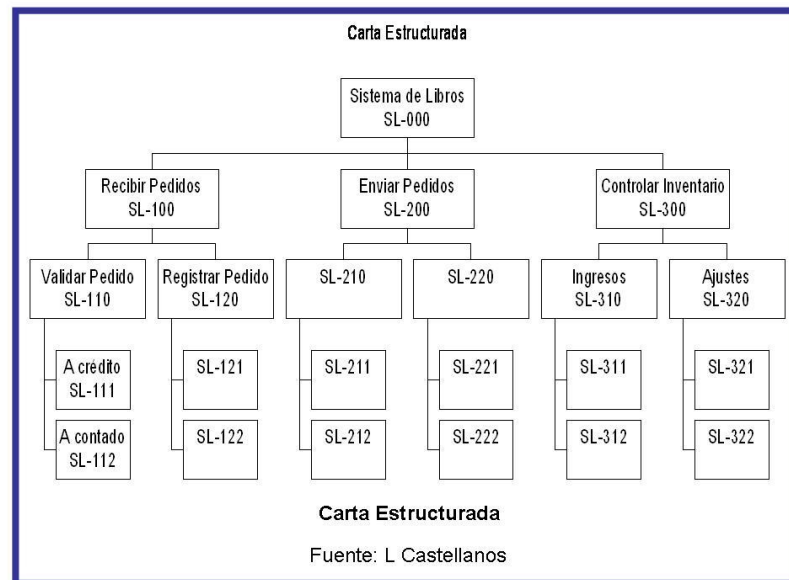 Carta Estructurada
Sistema de Libros
SL-000
Recibir Pedidos
SL-100
Enviar Pedidos
SL-200
Controlar Inventario
SL-300
Validar Pedido
SL-110
Registrar Pedido
SL-120
SL-210
SL-220
Ingresos
SL-310
Ajustes
SL-320
A crédito
SL-111
SL-121
SL-211
SL-221
SL-311
SL-321
A contado
SL-112
SL-122
SL-212
SL-222
SL-312
SL-322
Carta Estructurada
Fuente: L Castellanos